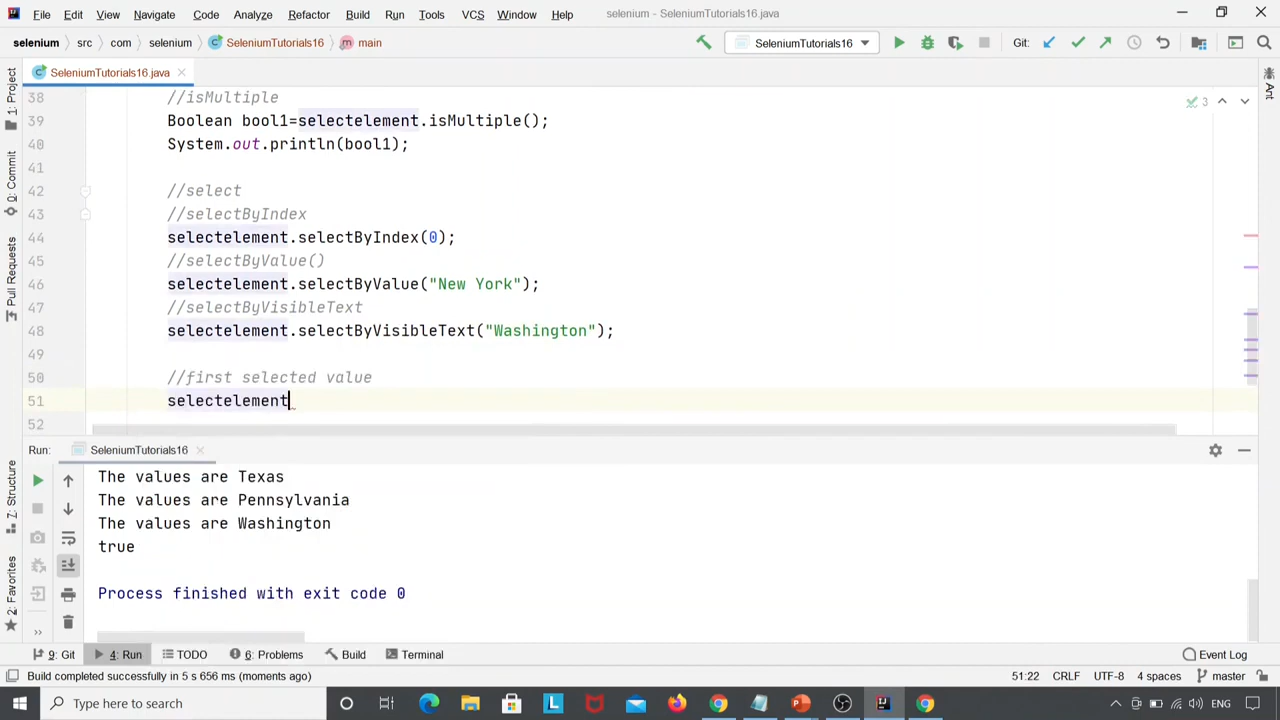 File Edit View Navigate Code Analyze Refactor Build Run Tools VCS Window Help selenium - SeleniumTutorials16.java
selenium src com selenium SeleniumTutorials16 main SeleniumTutorials16 Git:
SeleniumTutorials16.java
1: Project
0: Commit
Pull Requests
7: Structure
2: Favorites
Ant
3
38 //isMultiple
39 Boolean bool1=selectelement.isMultiple();
40 System.out.println(bool1);
41
42 //select
43 //selectByIndex
44 selectelement.selectByIndex(0);
45 //selectByValue()
46 selectelement.selectByValue("New York");
47 //selectByVisibleText
48 selectelement.selectByVisibleText("Washington");
49
50 //first selected value
51 selectelement
52
Run: SeleniumTutorials16
The values are Texas
The values are Pennsylvania
The values are Washington
true
Process finished with exit code 0
9: Git 4: Run TODO 6: Problems Build Terminal Event Log
Build completed successfully in 5 s 656 ms (moments ago) 51:22 CRLF UTF-8 4 spaces master
Type here to search ENG